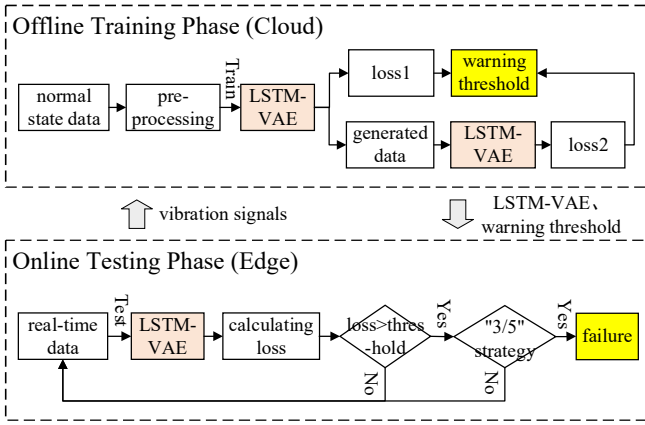 Offline Training Phase (Cloud)
normal
state data
pre-
processing
Train
LSTM-
VAE
loss1
warning
threshold
generated
data
LSTM-
VAE
loss2
vibration signals
LSTM-VAE、
warning threshold
Online Testing Phase (Edge)
real-time
data
Test
LSTM-
VAE
calculating
loss
loss>thres
-hold
Yes
No
"3/5"
strategy
Yes
No
failure